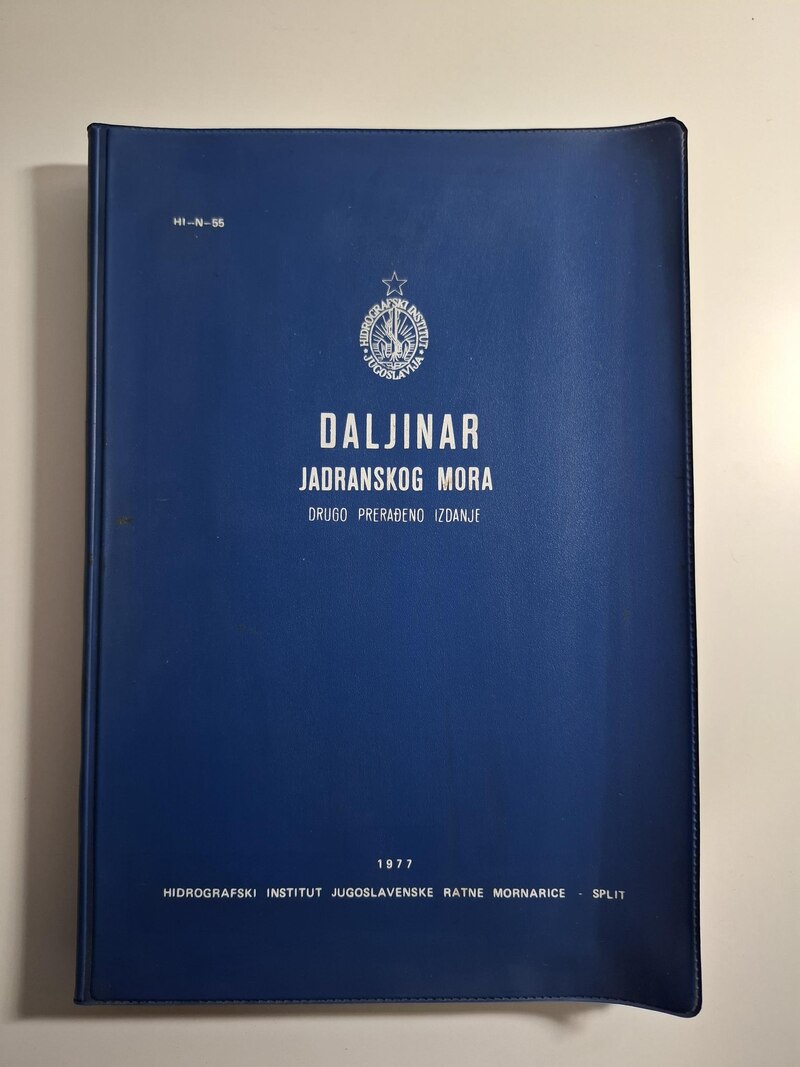 HI-N-55
HIDROGRAFSKI INSTITUT
JUGOSLAVIJA
DALJINAR
JADRANSKOG MORA
DRUGO PRERAĐENO IZDANJE
1977
HIDROGRAFSKI INSTITUT JUGOSLAVENSKE RATNE MORNARICE - SPLIT